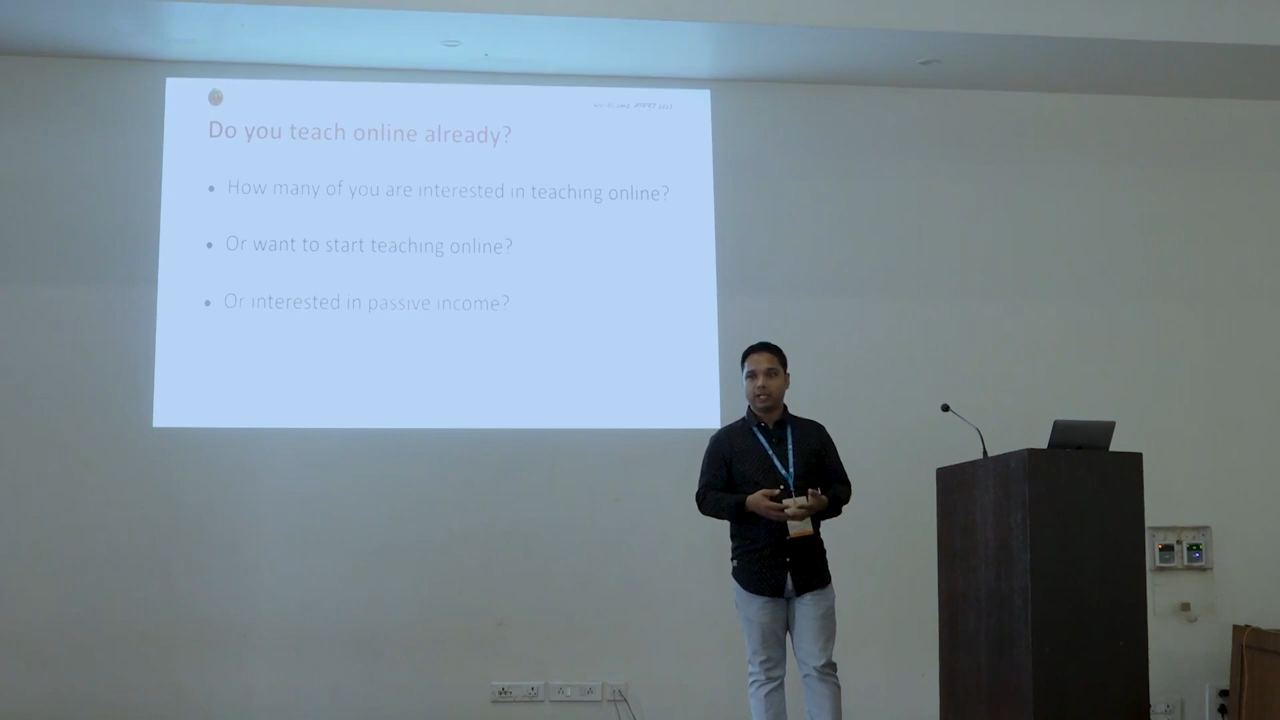 Do you teach online already?
• How many of you are interested in teaching online?
• Or want to start teaching online?
• Or interested in passive income?